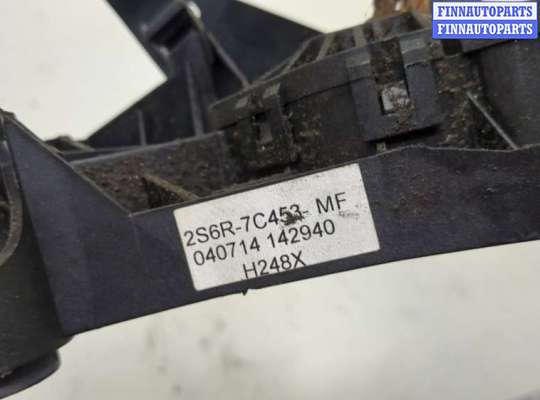 FINNAUTOPARTS
FINNAUTOPARTS
2S6R-7C453- MF
040714 142940
H248X